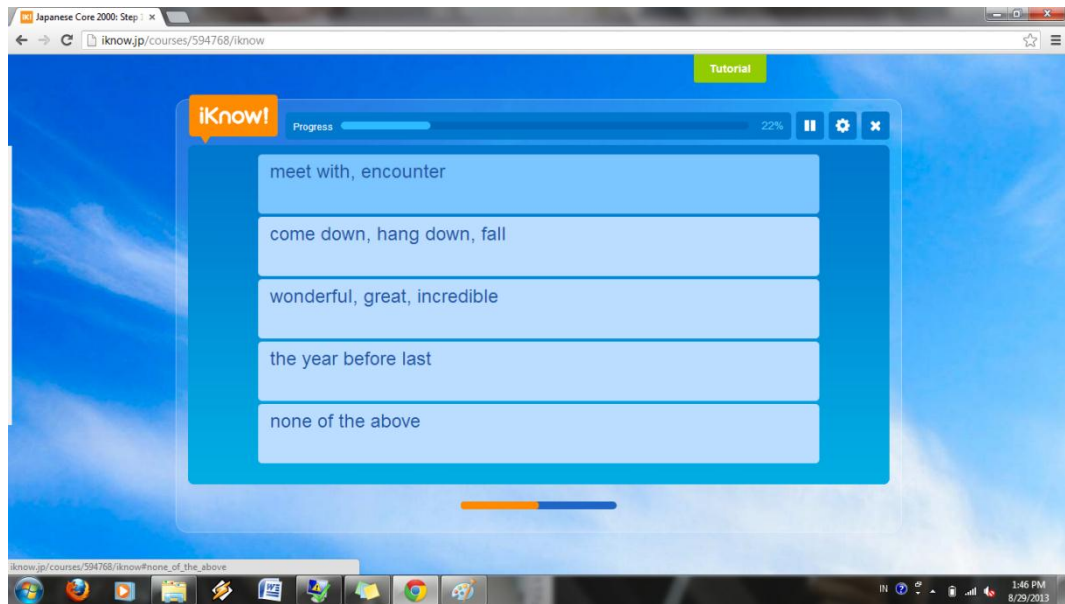 Japanese Core 2000: Step
iknow.jp/courses/594768/iknow
Tutorial
iKnow!
Progress
22%
meet with, encounter
come down, hang down, fall
wonderful, great, incredible
the year before last
none of the above
iknow.jp/courses/594768/iknow#none_of_the_above
IN
1:46 PM
8/29/2013